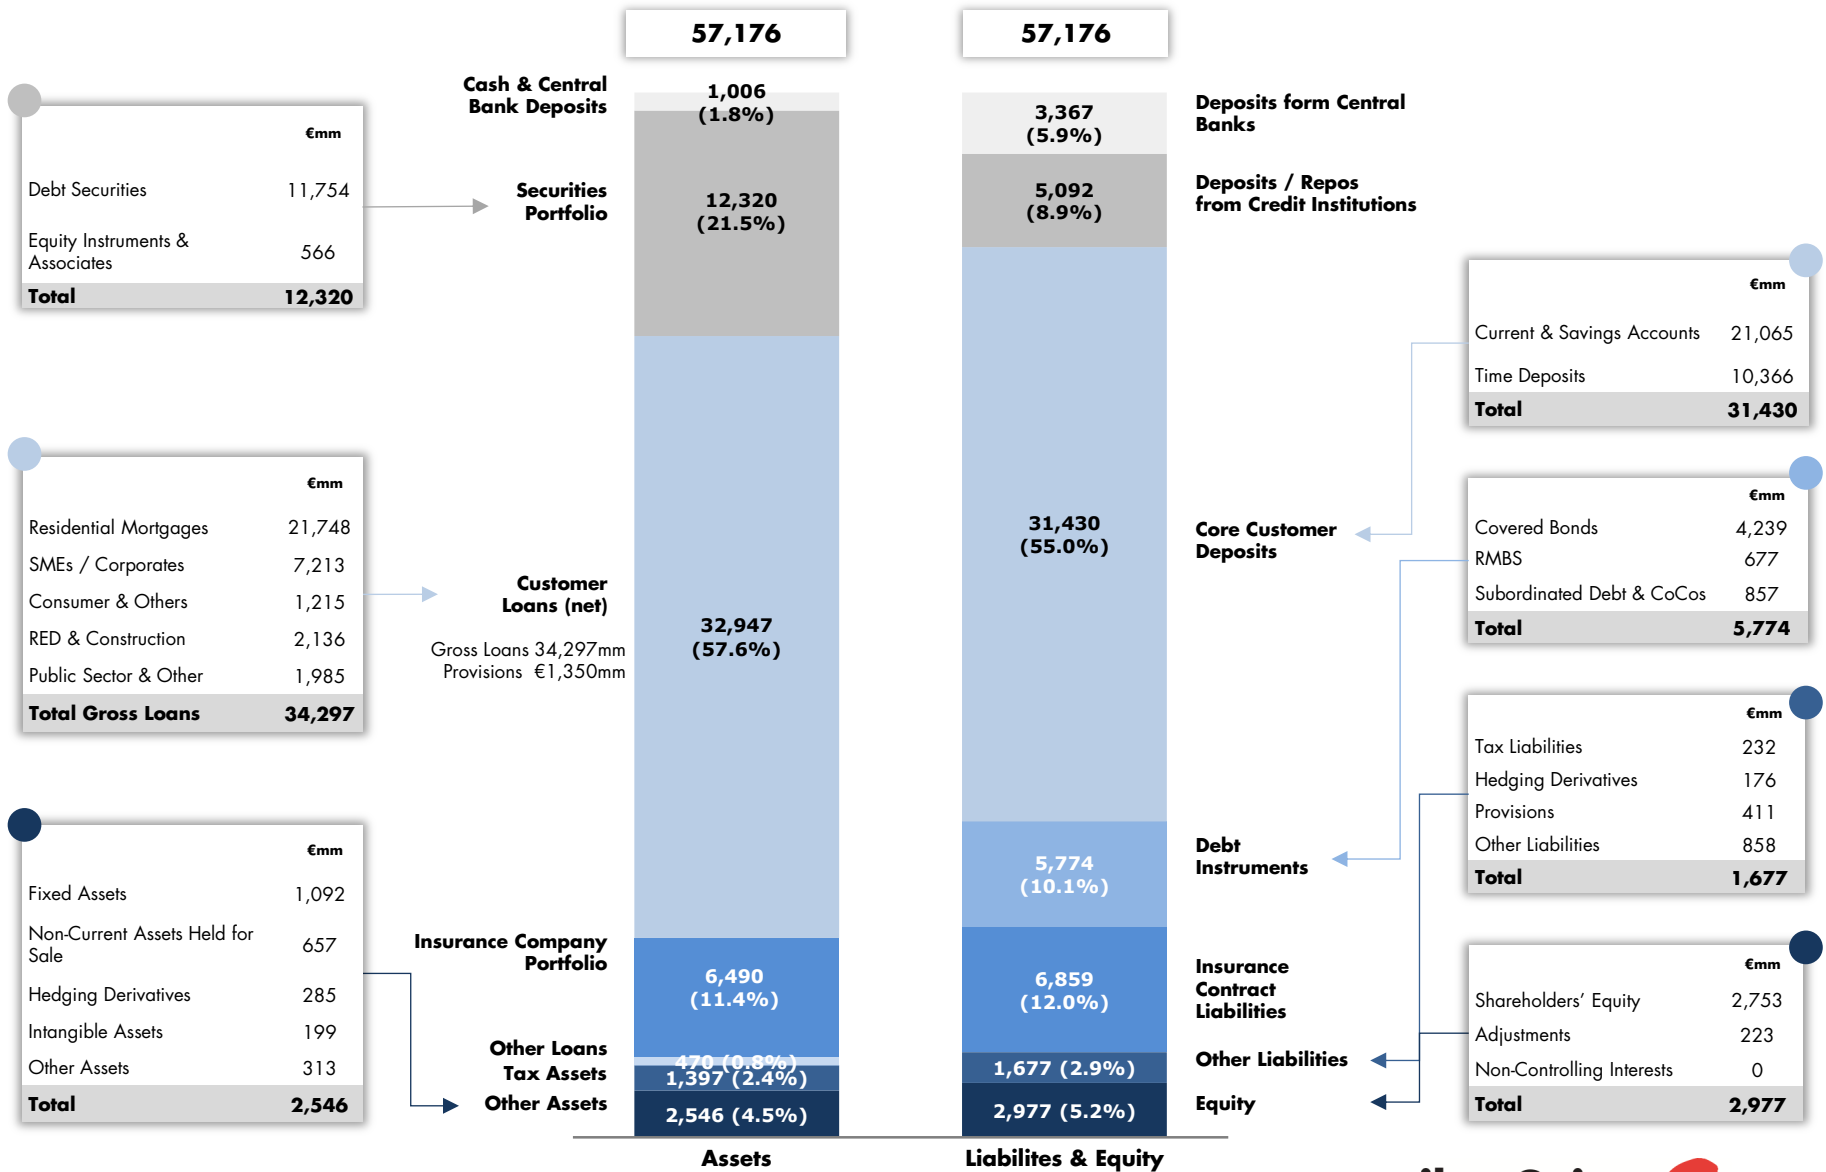 57,176
57,176
€mm
Debt Securities 11,754
Equity Instruments &
Associates 566
Total 12,320
€mm
Residential Mortgages 21,748
SMEs / Corporates 7,213
Consumer & Others 1,215
RED & Construction 2,136
Public Sector & Other 1,985
Total Gross Loans 34,297
€mm
Fixed Assets 1,092
Non-Current Assets Held for
Sale 657
Hedging Derivatives 285
Intangible Assets 199
Other Assets 313
Total 2,546
Cash & Central
Bank Deposits
Securities
Portfolio
Customer
Loans (net)
Gross Loans 34,297mm
Provisions €1,350mm
Insurance Company
Portfolio
Other Loans
Tax Assets
Other Assets
1,006
(1.8%)
12,320
(21.5%)
32,947
(57.6%)
6,490
(11.4%)
470 (0.8%)
1,397 (2.4%)
2,546 (4.5%)
Assets
3,367
(5.9%)
5,092
(8.9%)
31,430
(55.0%)
5,774
(10.1%)
6,859
(12.0%)
1,677 (2.9%)
2,977 (5.2%)
Liabilites & Equity
Deposits form Central
Banks
Deposits / Repos
from Credit Institutions
Core Customer
Deposits
Debt
Instruments
Insurance
Contract
Liabilities
Other Liabilities
Equity
€mm
Current & Savings Accounts 21,065
Time Deposits 10,366
Total 31,430
€mm
Covered Bonds 4,239
RMBS 677
Subordinated Debt & CoCos 857
Total 5,774
€mm
Tax Liabilities 232
Hedging Derivatives 176
Provisions 411
Other Liabilities 858
Total 1,677
€mm
Shareholders' Equity 2,753
Adjustments 223
Non-Controlling Interests 0
Total 2,977